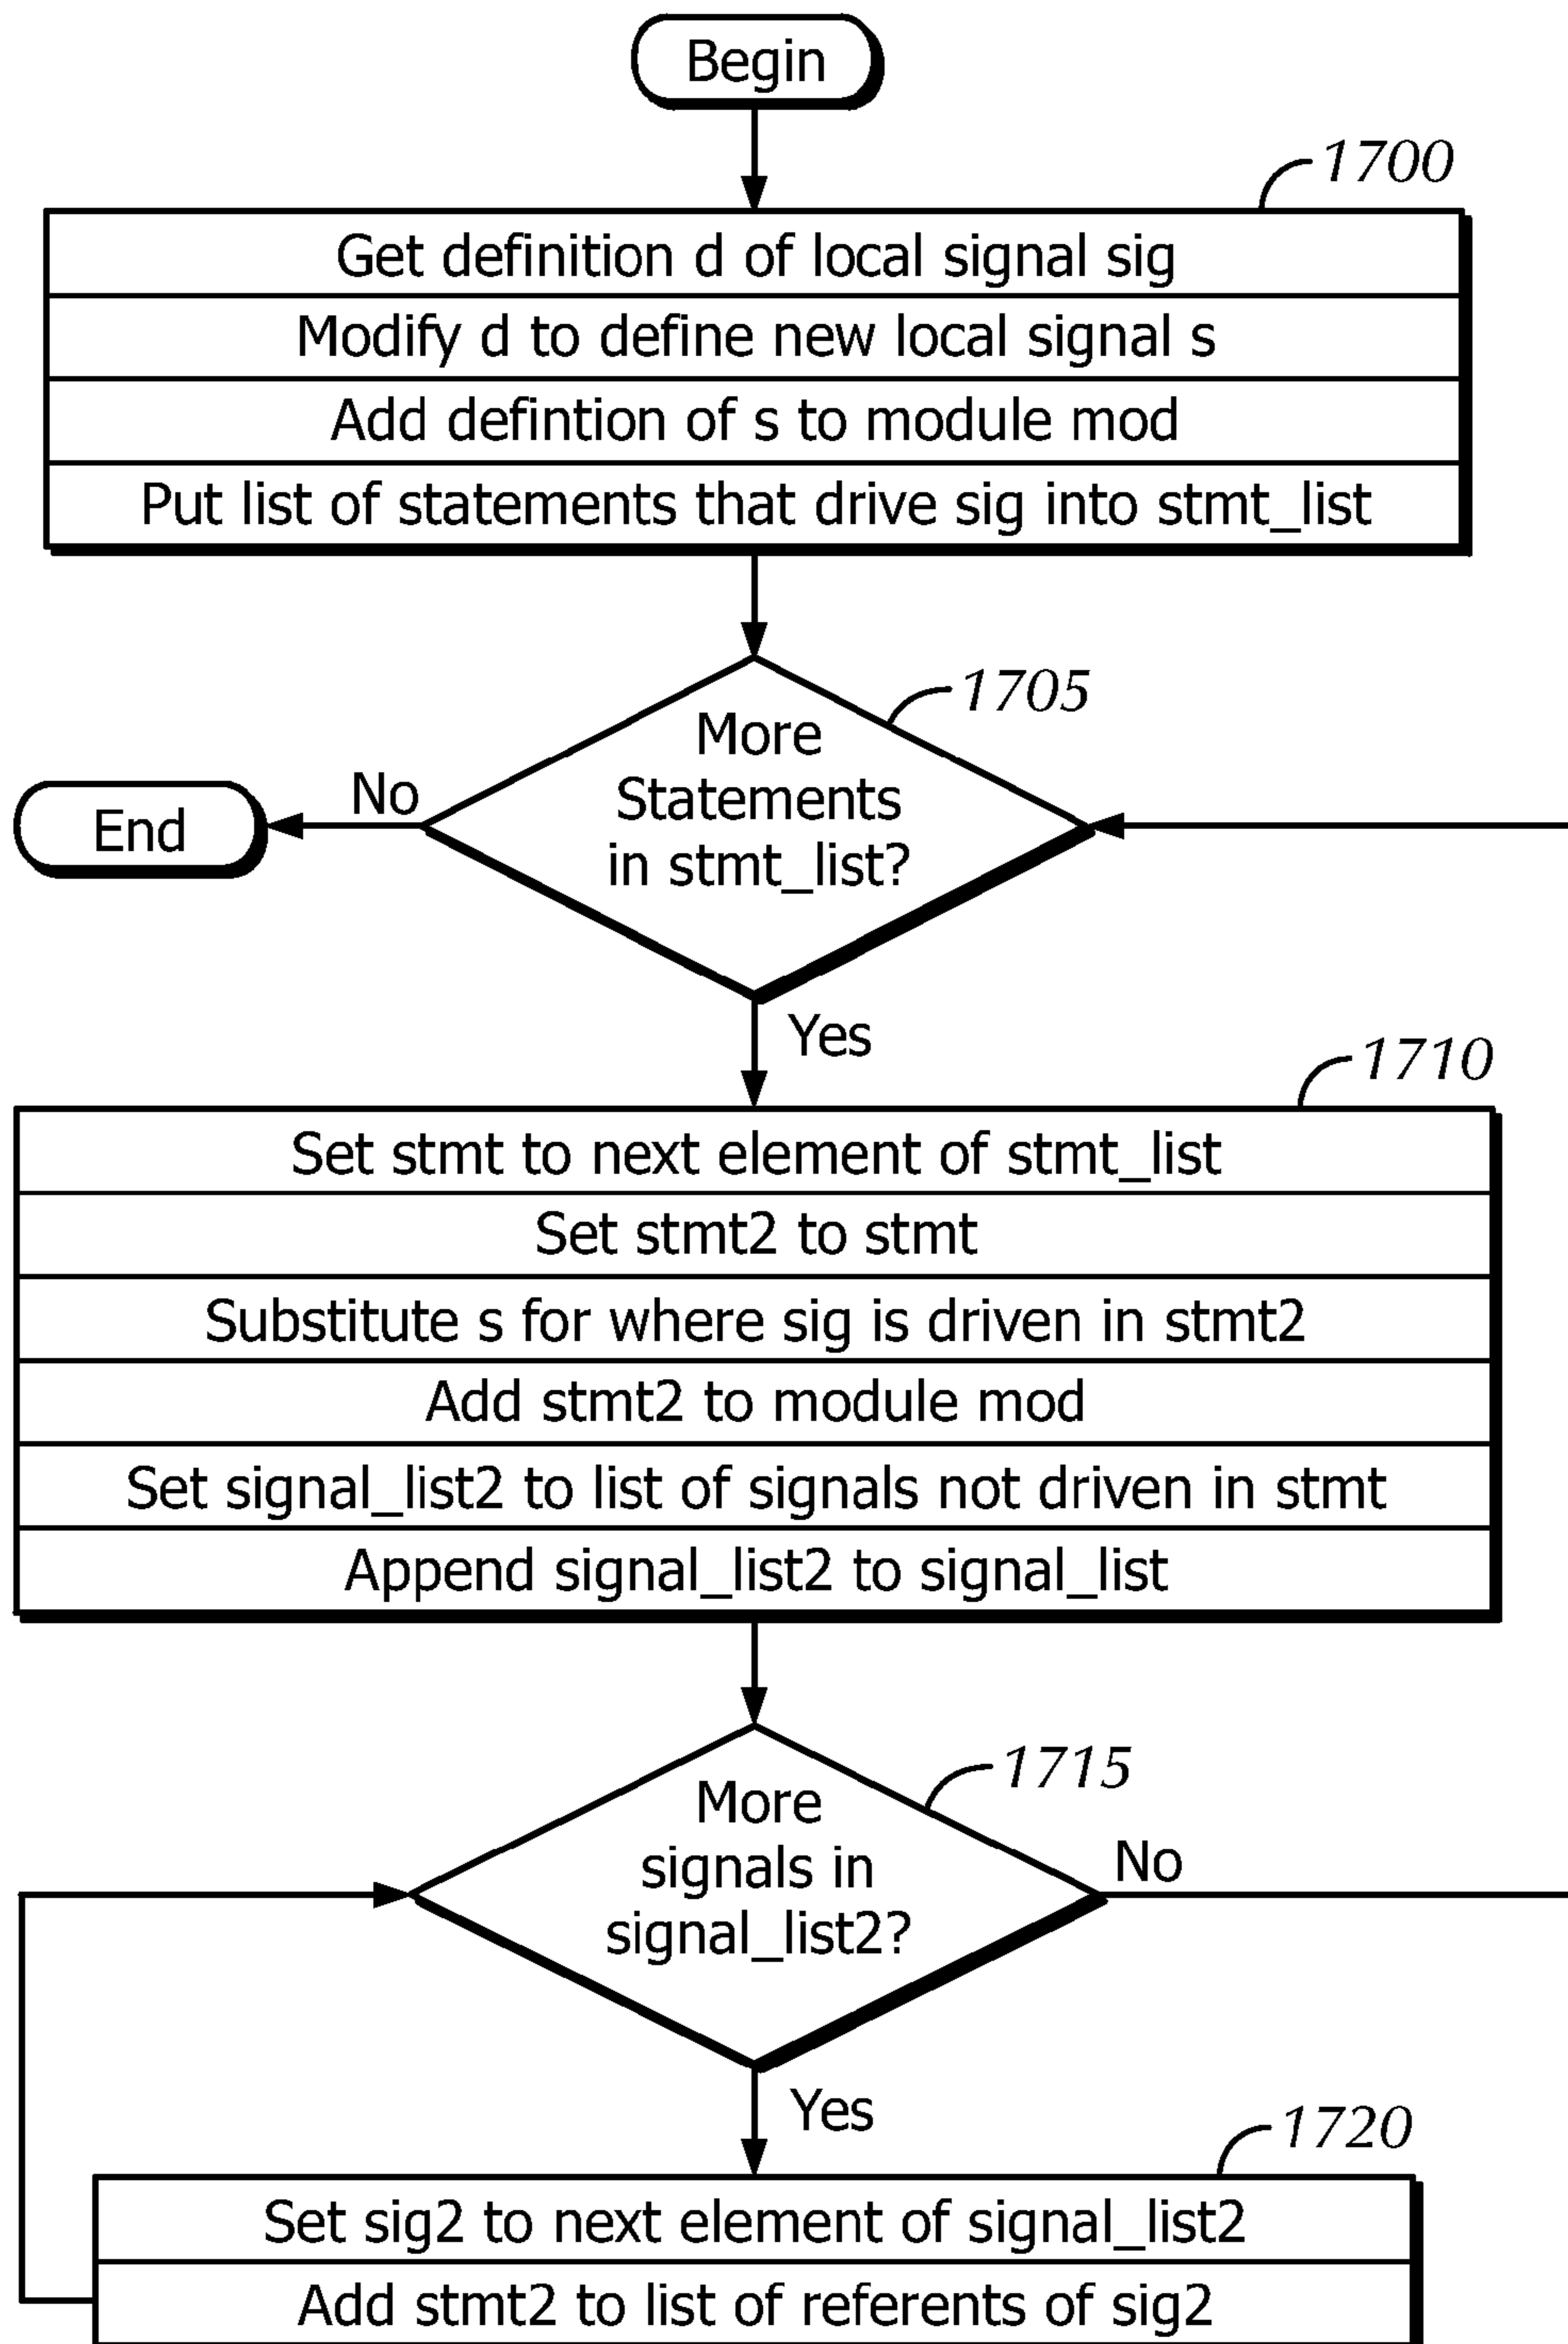 Begin
1700
Get definition d of local signal sig
Modify d to define new local signal s
Add defintion of s to module mod
Put list of statements that drive sig into stmt_list
1705
More
Statements
in stmt_list?
No
End
Yes
1710
Set stmt to next element of stmt_list
Set stmt2 to stmt
Substitute s for where sig is driven in stmt2
Add stmt2 to module mod
Set signal_list2 to list of signals not driven in stmt
Append signal_list2 to signal_list
1715
More
signals in
signal_list2?
No
Yes
1720
Set sig2 to next element of signal_list2
Add stmt2 to list of referents of sig2